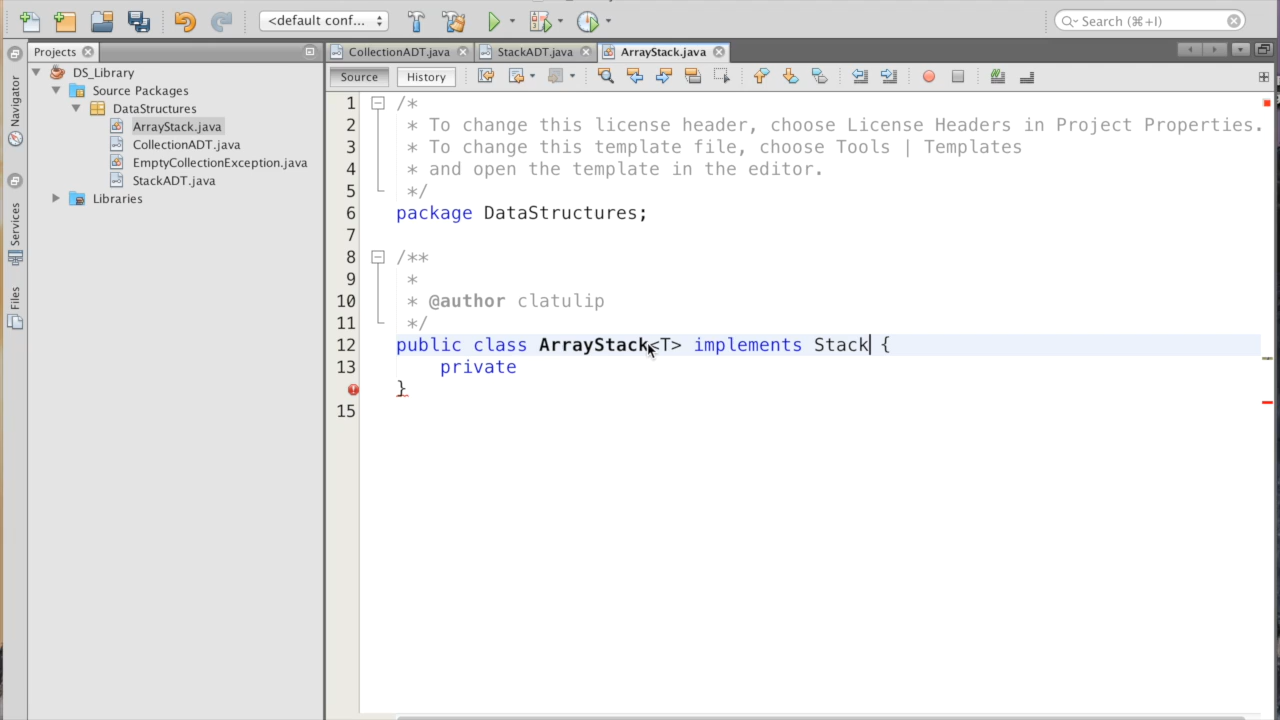 <default conf...
Search (⌘+I)
Projects
CollectionADT.java
StackADT.java
ArrayStack.java
Source
History
Navigator
Services
Files
DS_Library
Source Packages
DataStructures
ArrayStack.java
CollectionADT.java
EmptyCollectionException.java
StackADT.java
Libraries
1 /*
2 * To change this license header, choose License Headers in Project Properties.
3 * To change this template file, choose Tools | Templates
4 * and open the template in the editor.
5 */
6 package DataStructures;
7
8 /**
9 *
10 * @author clatulip
11 */
12 public class ArrayStack<T> implements Stack {
13 private
}
15